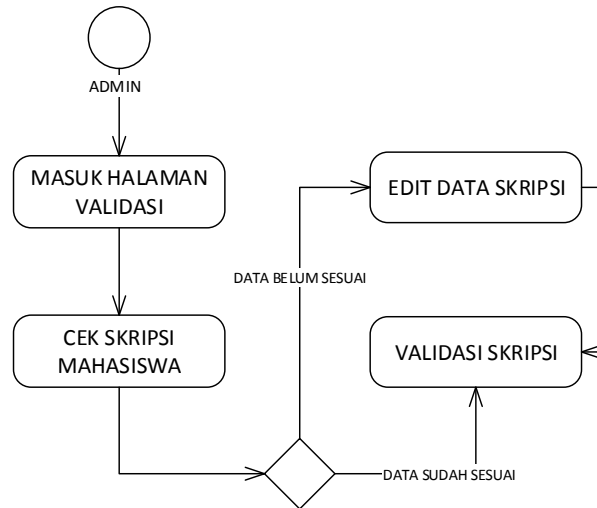 ADMIN
MASUK HALAMAN
VALIDASI
CEK SKRIPSI
MAHASISWA
EDIT DATA SKRIPSI
DATA BELUM SESUAI
VALIDASI SKRIPSI
DATA SUDAH SESUAI